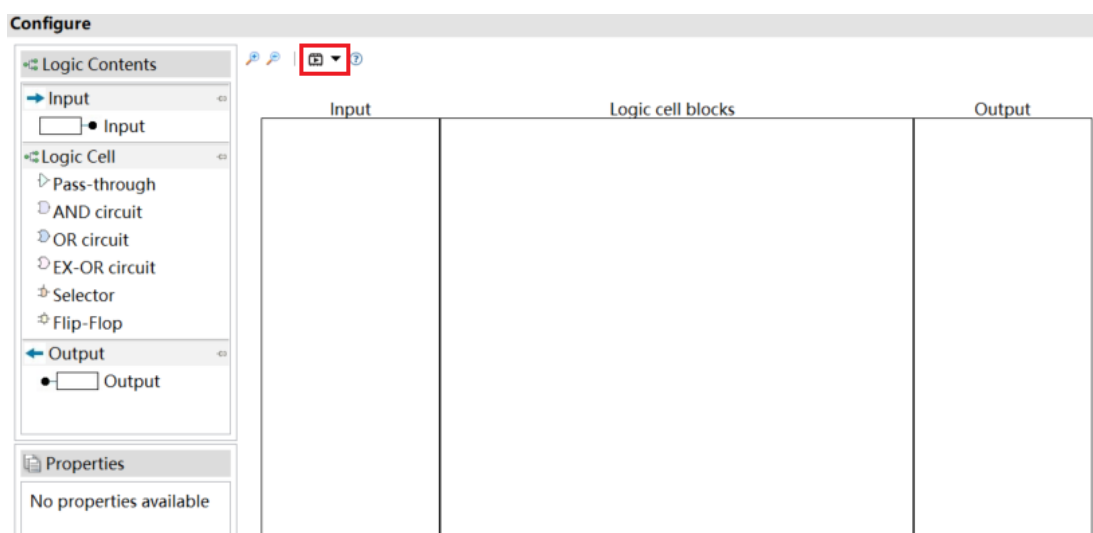 Configure
Logic Contents
Input
Input
Logic Cell
Pass-through
AND circuit
OR circuit
EX-OR circuit
Selector
Flip-Flop
Output
Output
Properties
No properties available
Input
Logic cell blocks
Output